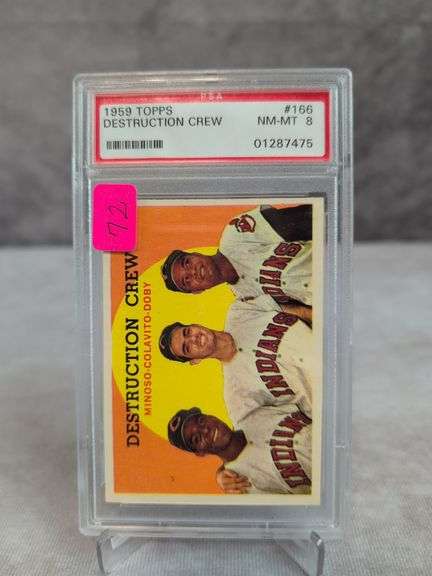 PSA
1959 TOPPS #166
DESTRUCTION CREW NM-MT 8
01287475
72
DESTRUCTION CREW
MINOSO-COLAVITO-DOBY
INDIANS
INDIANS
INDIANS